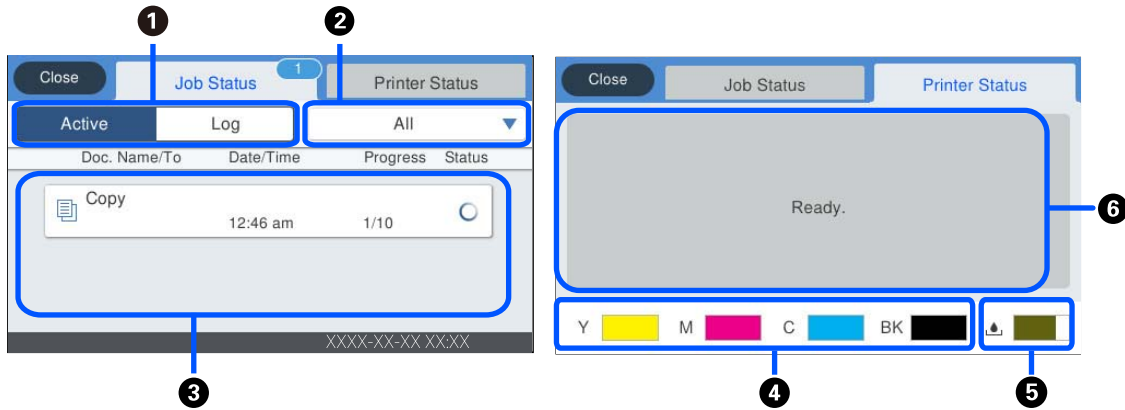 1 2
Close Job Status 1 Printer Status
Active Log All
Doc. Name/To Date/Time Progress Status
Copy
12:46 am 1/10
XXXX-XX-XX XX:XX
3
Close Job Status Printer Status
Ready.
6
Y M C BK
4 5